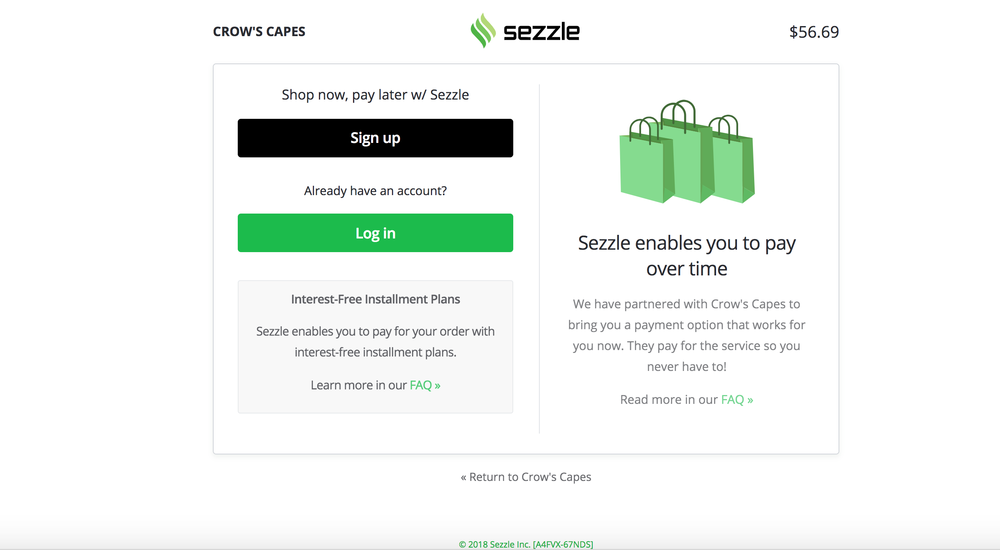 CROW'S CAPES
sezzle
$56.69
Shop now, pay later w/ Sezzle
Sign up
Already have an account?
Log in
Interest-Free Installment Plans
Sezzle enables you to pay for your order with
interest-free installment plans.
Learn more in our FAQ »
Sezzle enables you to pay
over time
We have partnered with Crow's Capes to
bring you a payment option that works for
you now. They pay for the service so you
never have to!
Read more in our FAQ »
« Return to Crow's Capes
© 2018 Sezzle Inc. [A4FVX-67NDS]